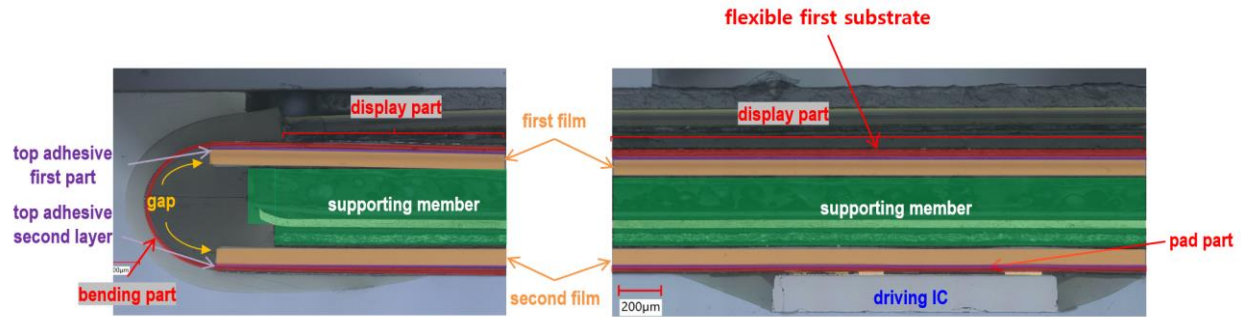 flexible first substrate
display part
first film
display part
top adhesive
first part
gap
supporting member
supporting member
top adhesive
second layer
pad part
bending part
second film
200µm
driving IC